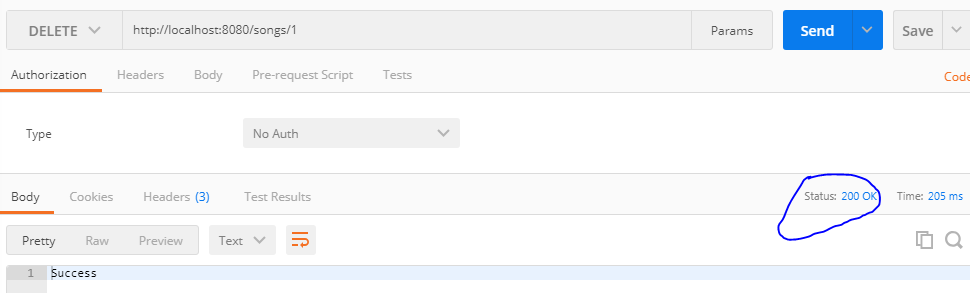 DELETE http://localhost:8080/songs/1 Params Send Save
Authorization Headers Body Pre-request Script Tests Code
Type No Auth
Body Cookies Headers (3) Test Results Status: 200 OK Time: 205 ms
Pretty Raw Preview Text
1 Success